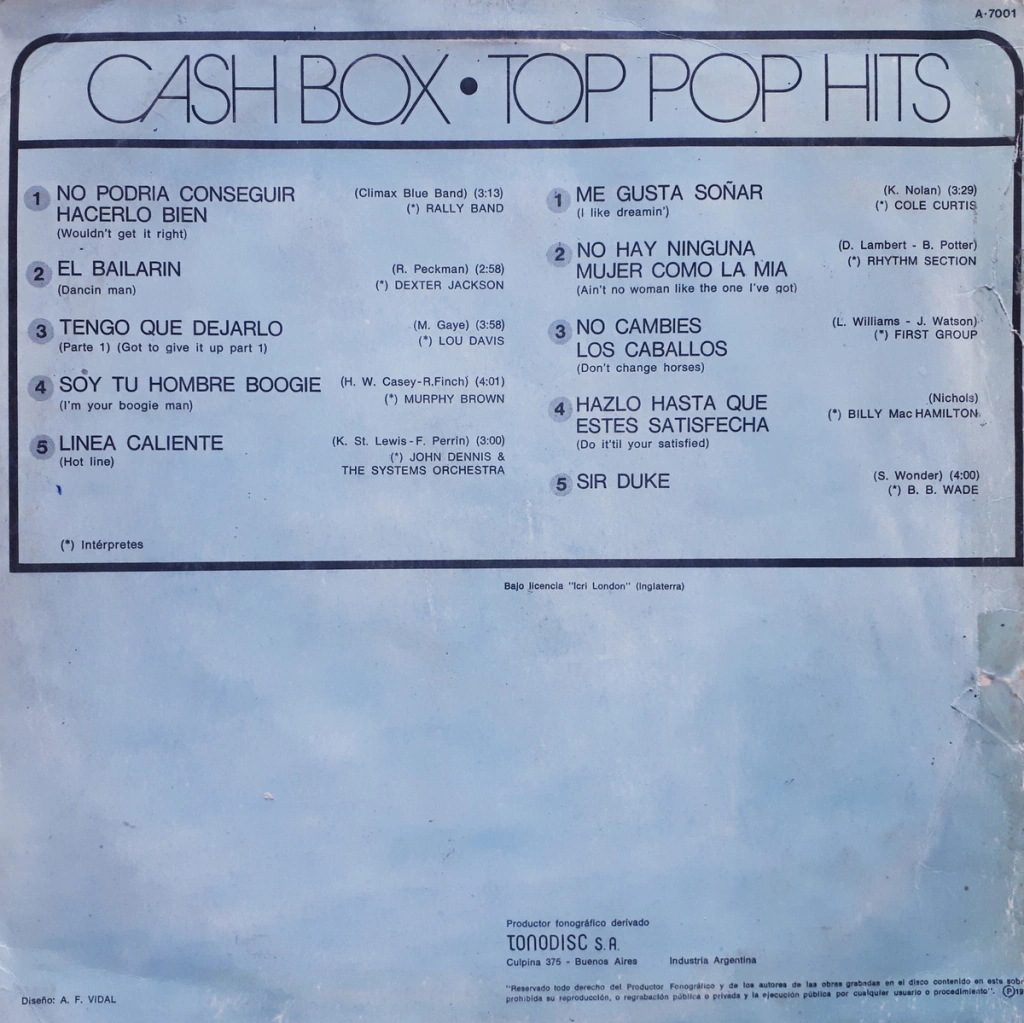 A-7001
CASH BOX • TOP POP HITS
1 NO PODRIA CONSEGUIR
HACERLO BIEN
(Wouldn't get it right)
(Climax Blue Band) (3:13)
(*) RALLY BAND
2 EL BAILARIN
(Dancin man)
(R. Peckman) (2:58)
(*) DEXTER JACKSON
3 TENGO QUE DEJARLO
(Parte 1) (Got to give it up part 1)
(M. Gaye) (3:58)
(*) LOU DAVIS
4 SOY TU HOMBRE BOOGIE
(I'm your boogie man)
(H. W. Casey-R.Finch) (4:01)
(*) MURPHY BROWN
5 LINEA CALIENTE
(Hot line)
(K. St. Lewis - F. Perrin) (3:00)
(*) JOHN DENNIS &
THE SYSTEMS ORCHESTRA
(*) Intérpretes
1 ME GUSTA SOÑAR
(I like dreamin')
(K. Nolan) (3:29)
(*) COLE CURTIS
2 NO HAY NINGUNA
MUJER COMO LA MIA
(Ain't no woman like the one I've got)
(D. Lambert - B. Potter)
(*) RHYTHM SECTION
3 NO CAMBIES
LOS CABALLOS
(Don't change horses)
(L. Williams - J. Watson)
(*) FIRST GROUP
4 HAZLO HASTA QUE
ESTES SATISFECHA
(Do it'til your satisfied)
(Nichols)
(*) BILLY Mac HAMILTON
5 SIR DUKE
(S. Wonder) (4:00)
(*) B. B. WADE
Bajo licencia "Icri London" (Inglaterra)
Productor fonográfico derivado
TONODISC S.A.
Culpina 375 - Buenos Aires Industria Argentina
"Reservado todo derecho del Productor Fonográfico y de los autores de las obras grabadas en el disco contenido en este sobr
prohibida su reproducción, o regrabación pública o privada y la ejecución pública por cualquier usuario o procedimiento". Ⓟ19
Diseño: A. F. VIDAL